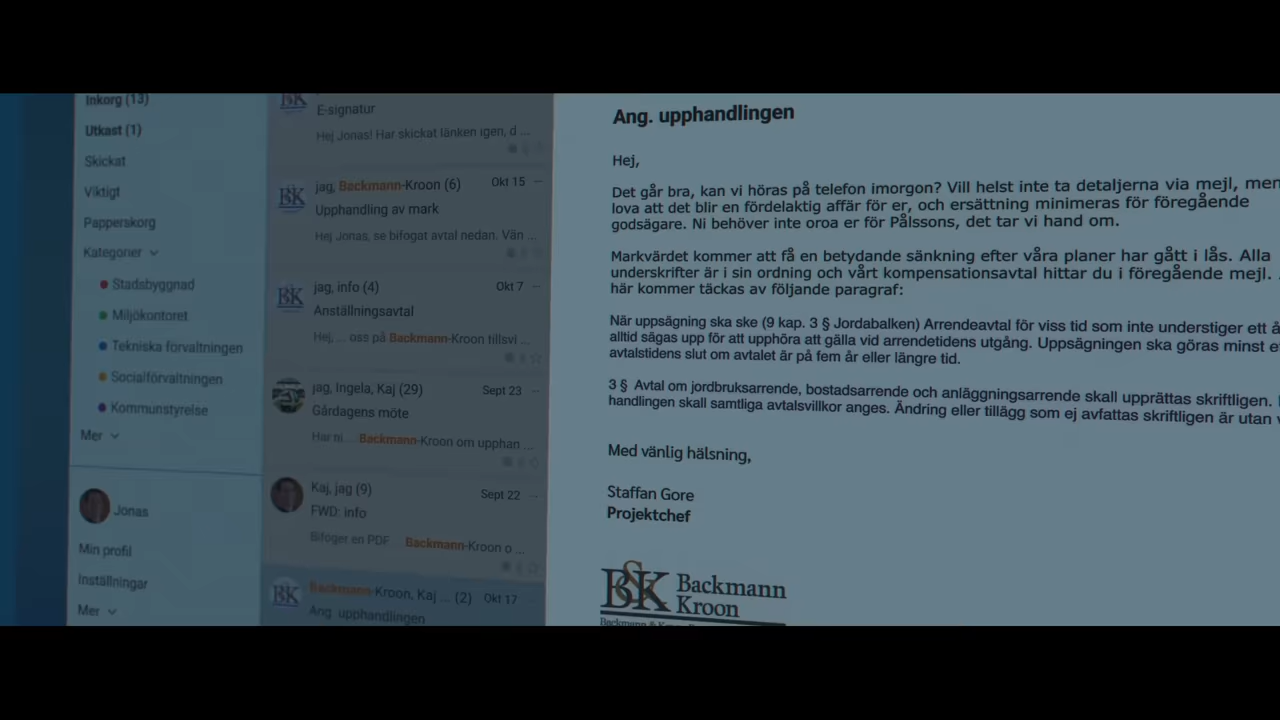 Inkorg (13)
Utkast (1)
Skickat
Viktigt
Papperskorg
Kategorier
Stadsbyggnad
Miljökontoret
Tekniska förvaltningen
Socialförvaltningen
Kommunstyrelse
Mer
Jonas
Min profil
Inställningar
Mer
BK
E-signatur
Hej Jonas! Har skickat länken igen, d ...
BSK
jag, Backmann-Kroon (6) Okt 15
Upphandling av mark
Hej Jonas, se bifogat avtal nedan. Vän ...
BSK
jag, info (4) Okt 7
Anställningsavtal
Hej, ... oss på Backmann-Kroon tillsvi ...
jag, Ingela, Kaj (29) Sept 23
Gårdagens möte
Har ni ... Backmann-Kroon om upphan ...
Kaj, jag (9) Sept 22
FWD: info
Bifoger en PDF ... Backmann-Kroon o ...
BSK
Backmann-Kroon, Kaj ... (2) Okt 17
Ang. upphandlingen
Ang. upphandlingen
Hej,
Det går bra, kan vi höras på telefon imorgon? Vill helst inte ta detaljerna via mejl, men
lova att det blir en fördelaktig affär för er, och ersättning minimeras för föregående
godsägare. Ni behöver inte oroa er för Pålssons, det tar vi hand om.
Markvärdet kommer att få en betydande sänkning efter våra planer har gått i lås. Alla
underskrifter är i sin ordning och vårt kompensationsavtal hittar du i föregående mejl.
här kommer täckas av följande paragraf:
När uppsägning ska ske (9 kap. 3 § Jordabalken) Arrendeavtal för viss tid som inte understiger ett
alltid sägas upp för att upphöra att gälla vid arrendetidens utgång. Uppsägningen ska göras minst
avtalstidens slut om avtalet är på fem år eller längre tid.
3 § Avtal om jordbruksarrende, bostadsarrende och anläggningsarrende skall upprättas skriftligen.
handlingen skall samtliga avtalsvillkor anges. Ändring eller tillägg som ej avfattas skriftligen är utan
Med vänlig hälsning,
Staffan Gore
Projektchef
BSK Backmann
Kroon